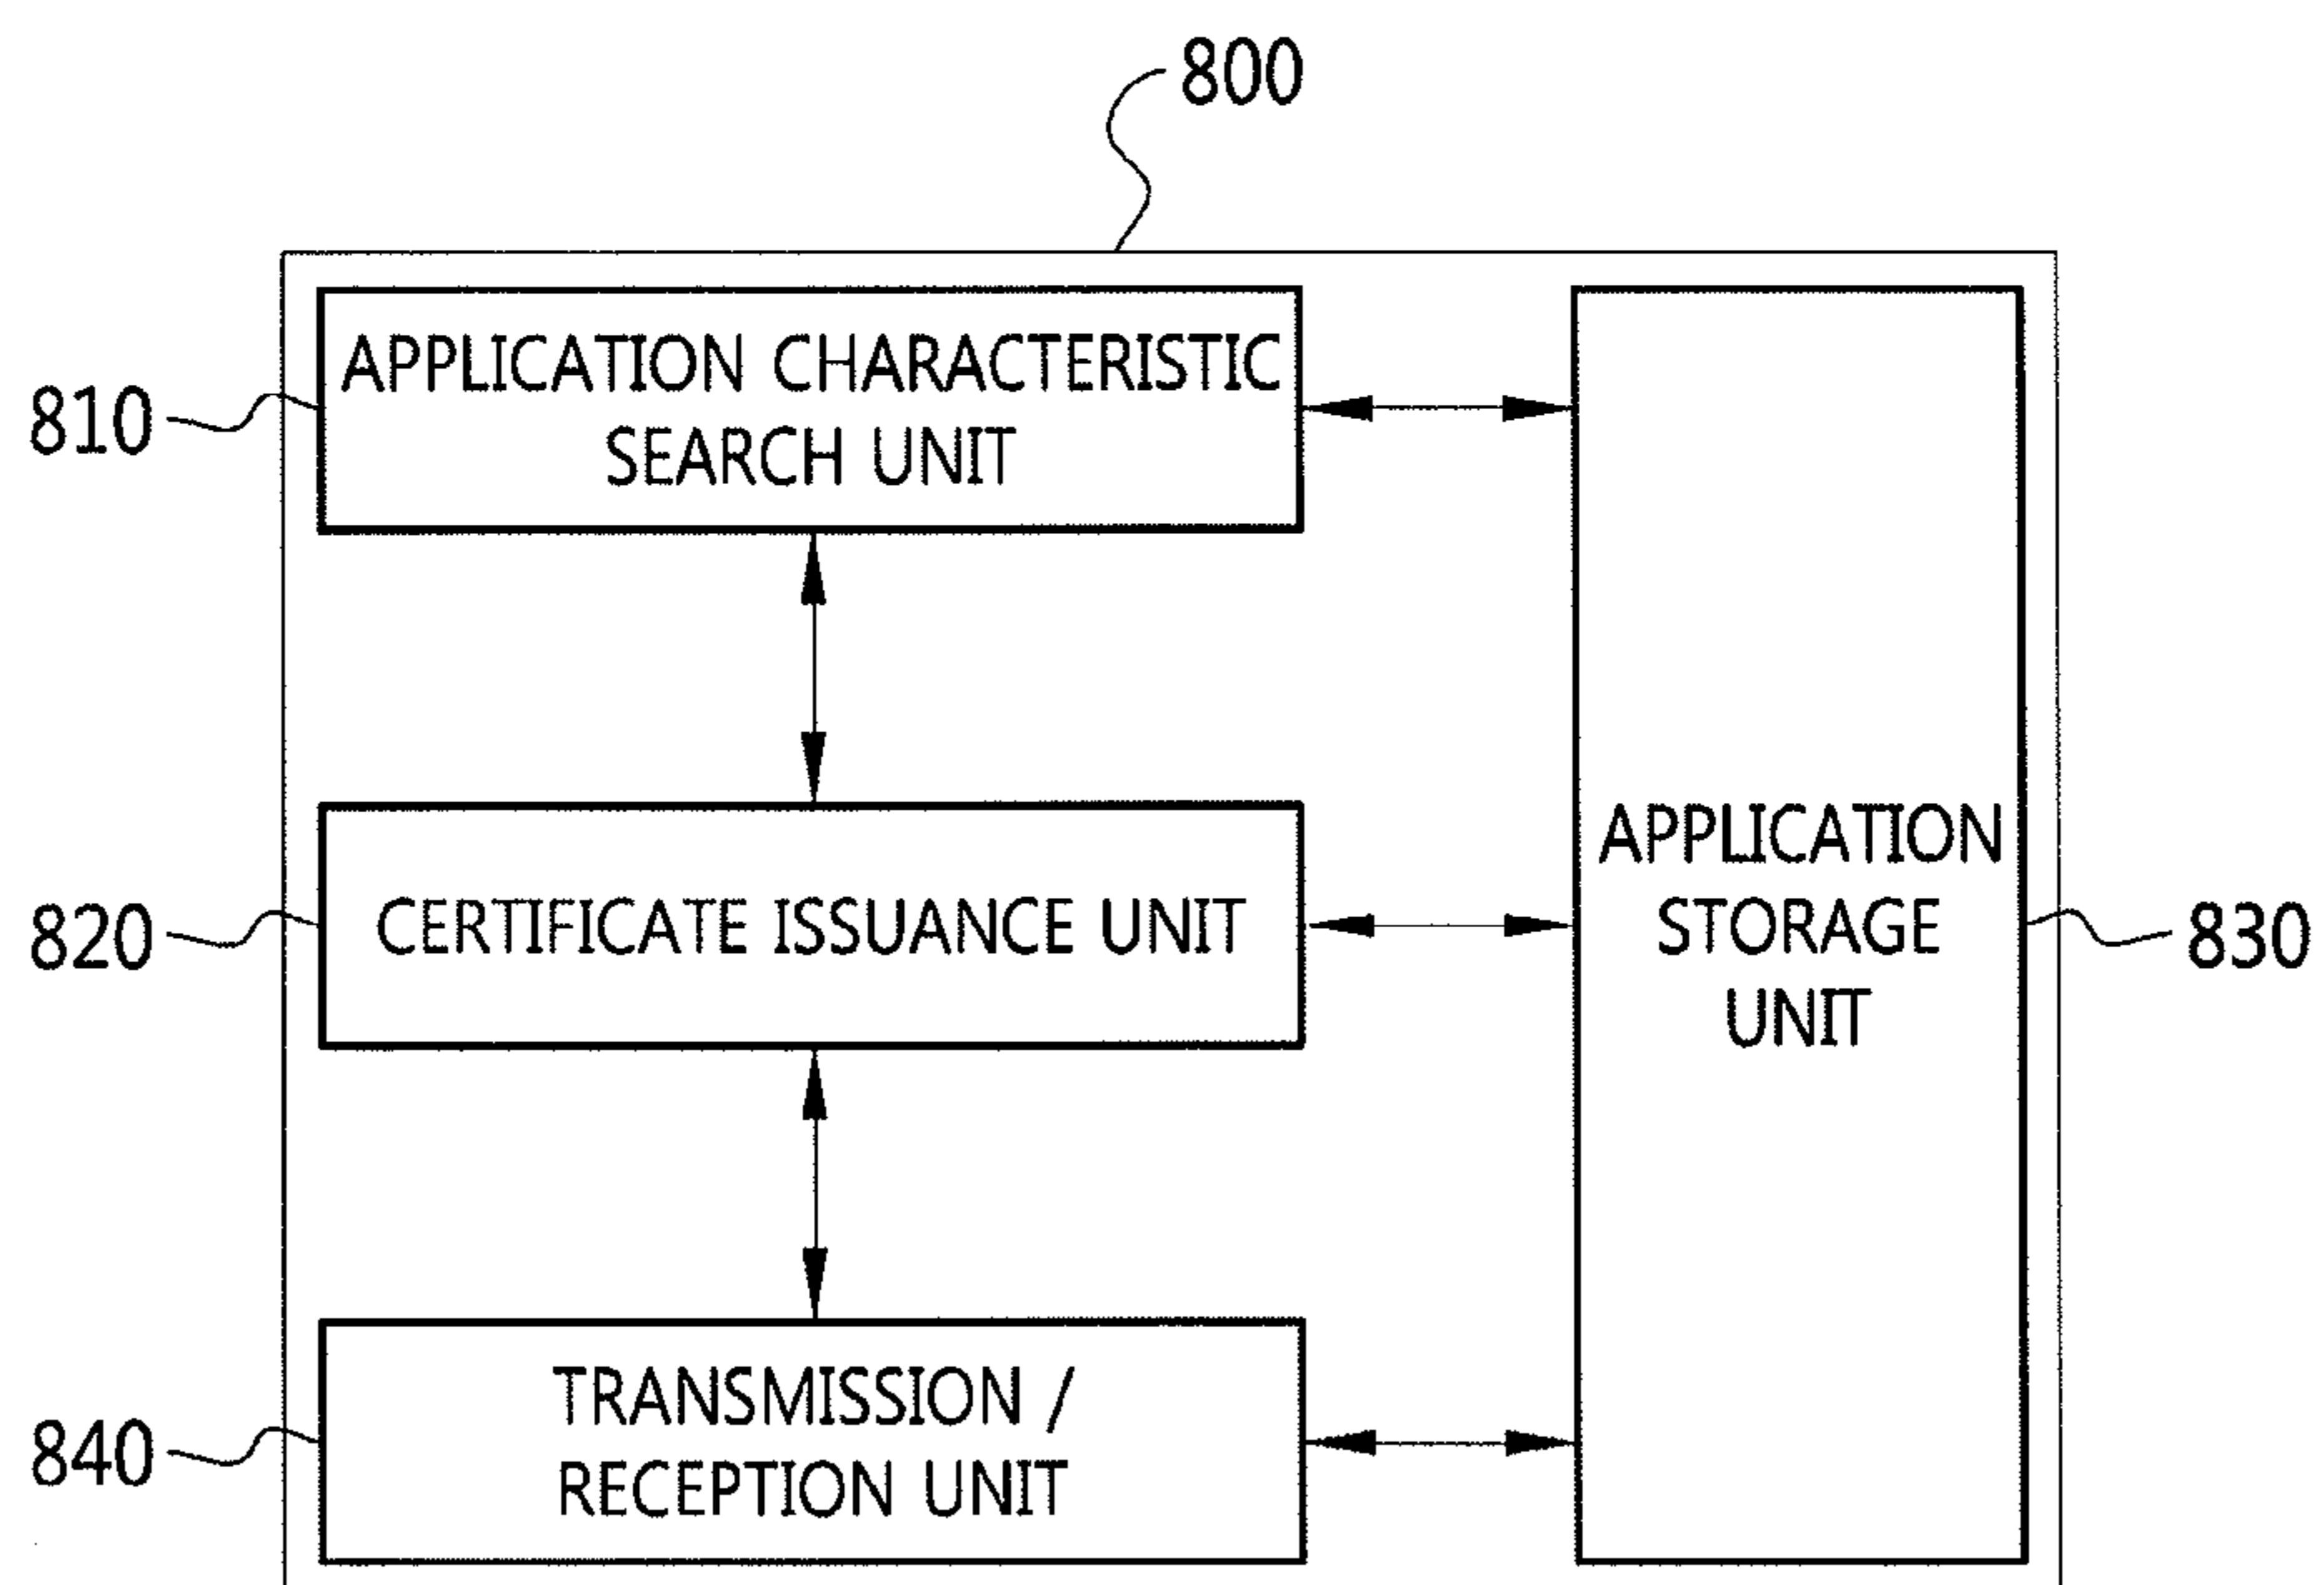 800
810
APPLICATION CHARACTERISTIC
SEARCH UNIT
820
CERTIFICATE ISSUANCE UNIT
APPLICATION
STORAGE
UNIT
830
840
TRANSMISSION /
RECEPTION UNIT